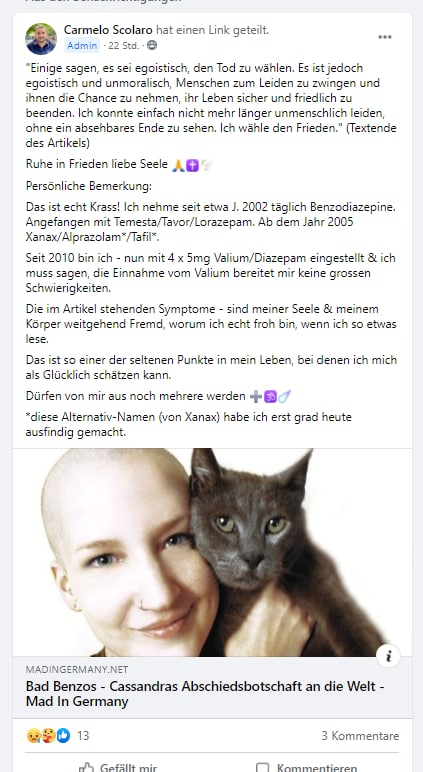 Carmelo Scolaro hat einen Link geteilt.
Admin · 22 Std. ·
"Einige sagen, es sei egoistisch, den Tod zu wählen. Es ist jedoch
egoistisch und unmoralisch, Menschen zum Leiden zu zwingen und
ihnen die Chance zu nehmen, ihr Leben sicher und friedlich zu
beenden. Ich konnte einfach nicht mehr länger unmenschlich leiden,
ohne ein absehbares Ende zu sehen. Ich wähle den Frieden." (Textende
des Artikels)
Ruhe in Frieden liebe Seele 🙏✝️🕊️
Persönliche Bemerkung:
Das ist echt Krass! Ich nehme seit etwa J. 2002 täglich Benzodiazepine.
Angefangen mit Temesta/Tavor/Lorazepam. Ab dem Jahr 2005
Xanax/Alprazolam*/Tafil*.
Seit 2010 bin ich - nun mit 4 x 5mg Valium/Diazepam eingestellt & ich
muss sagen, die Einnahme vom Valium bereitet mir keine grossen
Schwierigkeiten.
Die im Artikel stehenden Symptome - sind meiner Seele & meinem
Körper weitgehend Fremd, worum ich echt froh bin, wenn ich so etwas
lese.
Das ist so einer der seltenen Punkte in mein Leben, bei denen ich mich
als Glücklich schätzen kann.
Dürfen von mir aus noch mehrere werden ➕🕉️☄️
*diese Alternativ-Namen (von Xanax) habe ich erst grad heute
ausfindig gemacht.
MADINGERMANY.NET
Bad Benzos - Cassandras Abschiedsbotschaft an die Welt -
Mad In Germany
13
3 Kommentare
Gefällt mir
Kommentieren